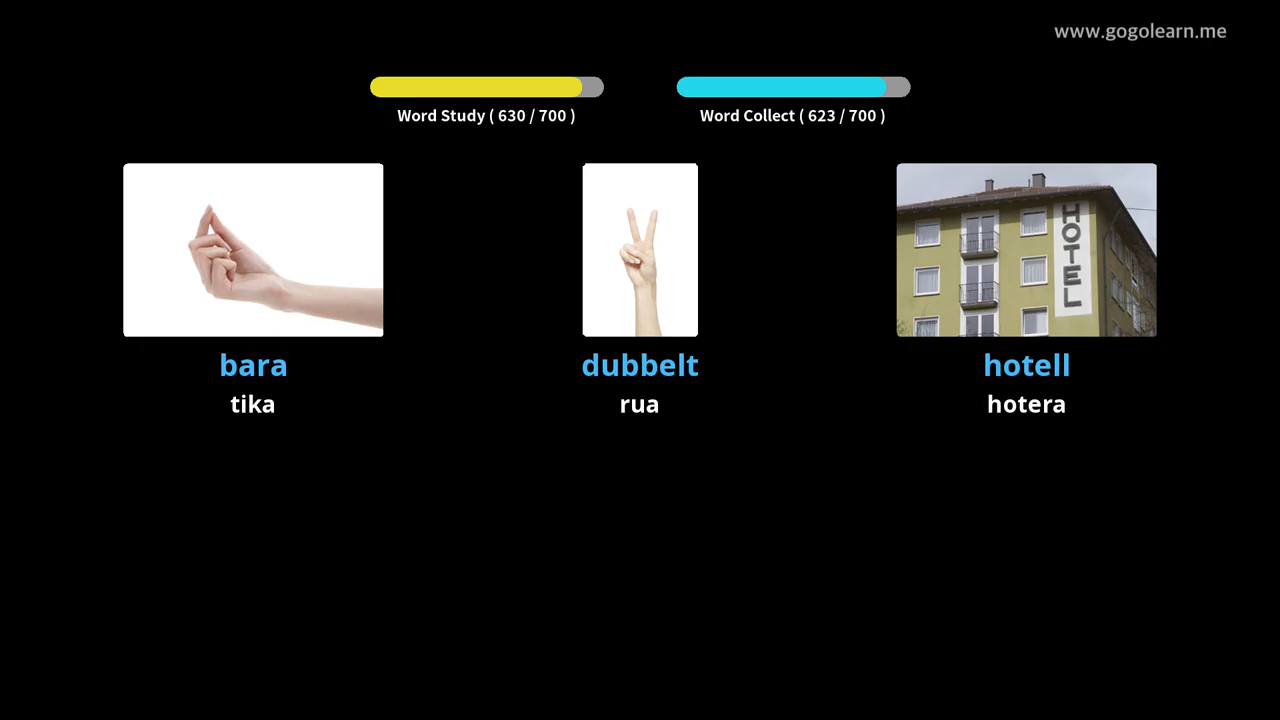 www.gogolearn.me
Word Study ( 630 / 700 )
Word Collect ( 623 / 700 )
HOTEL
bara
dubbelt
hotell
tika
rua
hotera